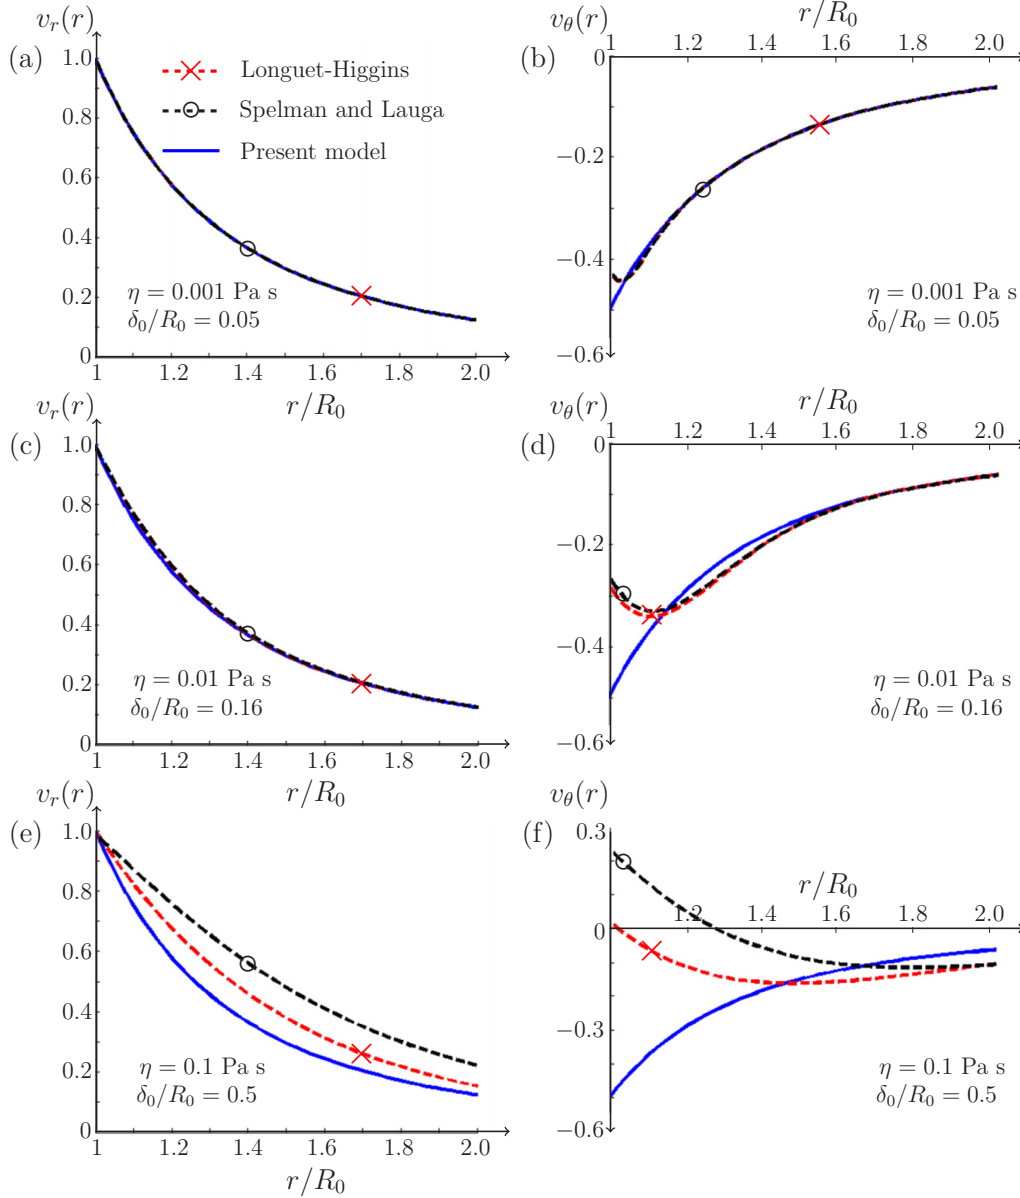 v_r(r)
(a)
1.0
0.8
0.6
0.4
0.2
0
Longuet-Higgins
Spelman and Lauga
Present model
η = 0.001 Pa s
δ_0/R_0 = 0.05
1 1.2 1.4 1.6 1.8 2.0
r/R_0
v_θ(r)
r/R_0
(b)
1 1.2 1.4 1.6 1.8 2.0
0
−0.2
−0.4
−0.6
η = 0.001 Pa s
δ_0/R_0 = 0.05
v_r(r)
(c)
1.0
0.8
0.6
0.4
0.2
0
η = 0.01 Pa s
δ_0/R_0 = 0.16
1 1.2 1.4 1.6 1.8 2.0
r/R_0
v_θ(r)
r/R_0
(d)
1 1.2 1.4 1.6 1.8 2.0
0
−0.2
−0.4
−0.6
η = 0.01 Pa s
δ_0/R_0 = 0.16
v_r(r)
(e)
1.0
0.8
0.6
0.4
0.2
0
η = 0.1 Pa s
δ_0/R_0 = 0.5
1 1.2 1.4 1.6 1.8 2.0
r/R_0
v_θ(r)
(f)
0.3
r/R_0
1 1.2 1.4 1.6 1.8 2.0
0
−0.3
−0.6
η = 0.1 Pa s
δ_0/R_0 = 0.5